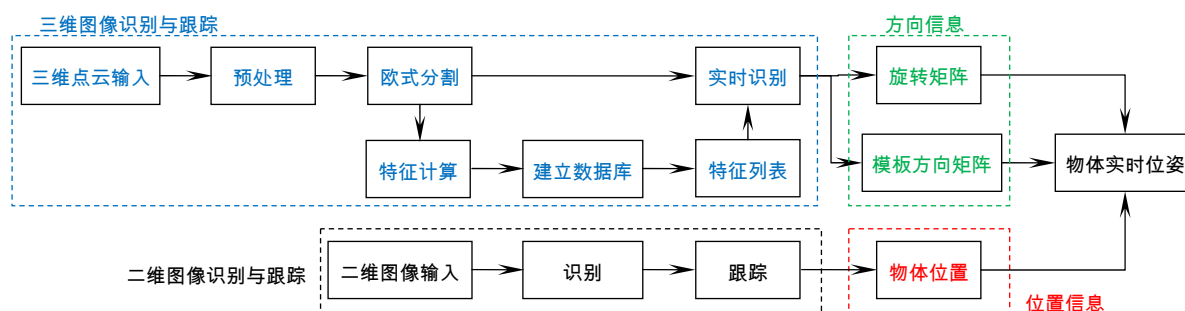 三维图像识别与跟踪
方向信息
三维点云输入
预处理
欧式分割
实时识别
旋转矩阵
特征计算
建立数据库
特征列表
模板方向矩阵
物体实时位姿
二维图像识别与跟踪
二维图像输入
识别
跟踪
物体位置
位置信息